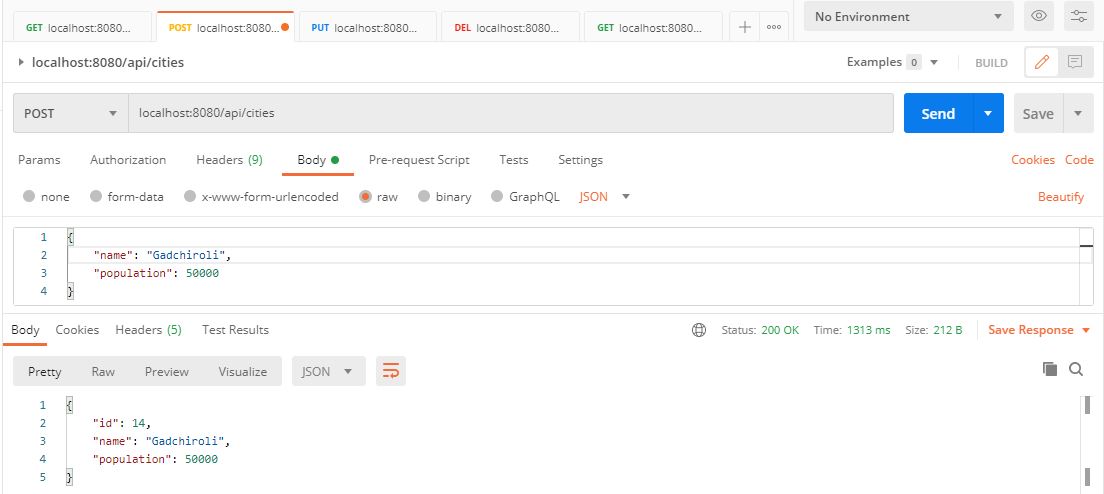 GET localhost:8080... POST localhost:8080... PUT localhost:8080... DEL localhost:8080... GET localhost:8080... + ooo No Environment
localhost:8080/api/cities Examples 0 BUILD
POST localhost:8080/api/cities Send Save
Params Authorization Headers (9) Body Pre-request Script Tests Settings Cookies Code
none form-data x-www-form-urlencoded raw binary GraphQL JSON Beautify
1 {
2 "name": "Gadchiroli",
3 "population": 50000
4 }
Body Cookies Headers (5) Test Results Status: 200 OK Time: 1313 ms Size: 212 B Save Response
Pretty Raw Preview Visualize JSON
1 {
2 "id": 14,
3 "name": "Gadchiroli",
4 "population": 50000
5 }